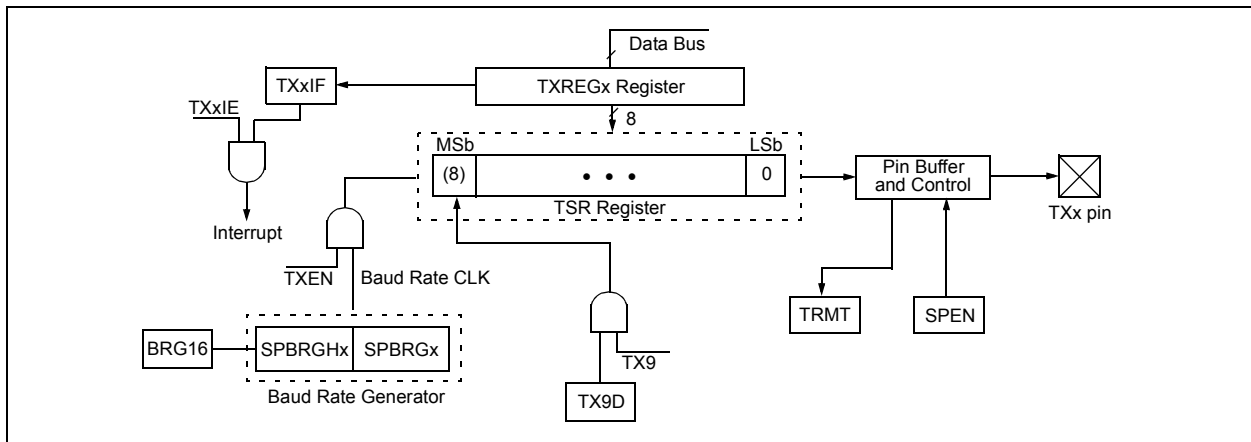 Data Bus
TXxIF
TXREGx Register
TXxIE
8
MSb
LSb
(8)
• • •
0
Pin Buffer
and Control
TSR Register
TXx pin
Interrupt
TXEN
Baud Rate CLK
TRMT
SPEN
BRG16
SPBRGHx
SPBRGx
TX9
Baud Rate Generator
TX9D